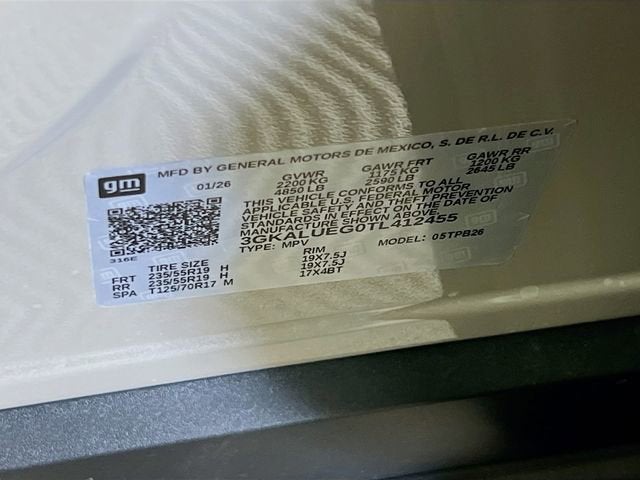 gm
MFD BY GENERAL MOTORS DE MEXICO, S. DE R.L. DE C.V.
01/26 GVWR GAWR FRT GAWR RR
2200 KG 1175 KG 1200 KG
4850 LB 2590 LB 2645 LB
THIS VEHICLE CONFORMS TO ALL
APPLICABLE U.S. FEDERAL MOTOR
VEHICLE SAFETY AND THEFT PREVENTION
STANDARDS IN EFFECT ON THE DATE OF
MANUFACTURE SHOWN ABOVE.
3GKALUEG0TL412455
TYPE: MPV MODEL: 05TPB26
316E
TIRE SIZE RIM
FRT 235/55R19 H 19X7.5J
RR 235/55R19 H 19X7.5J
SPA T125/70R17 M 17X4BT